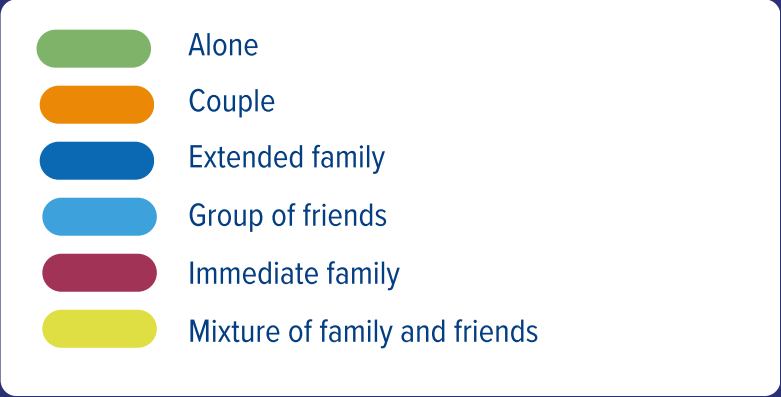 Alone
Couple
Extended family
Group of friends
Immediate family
Mixture of family and friends